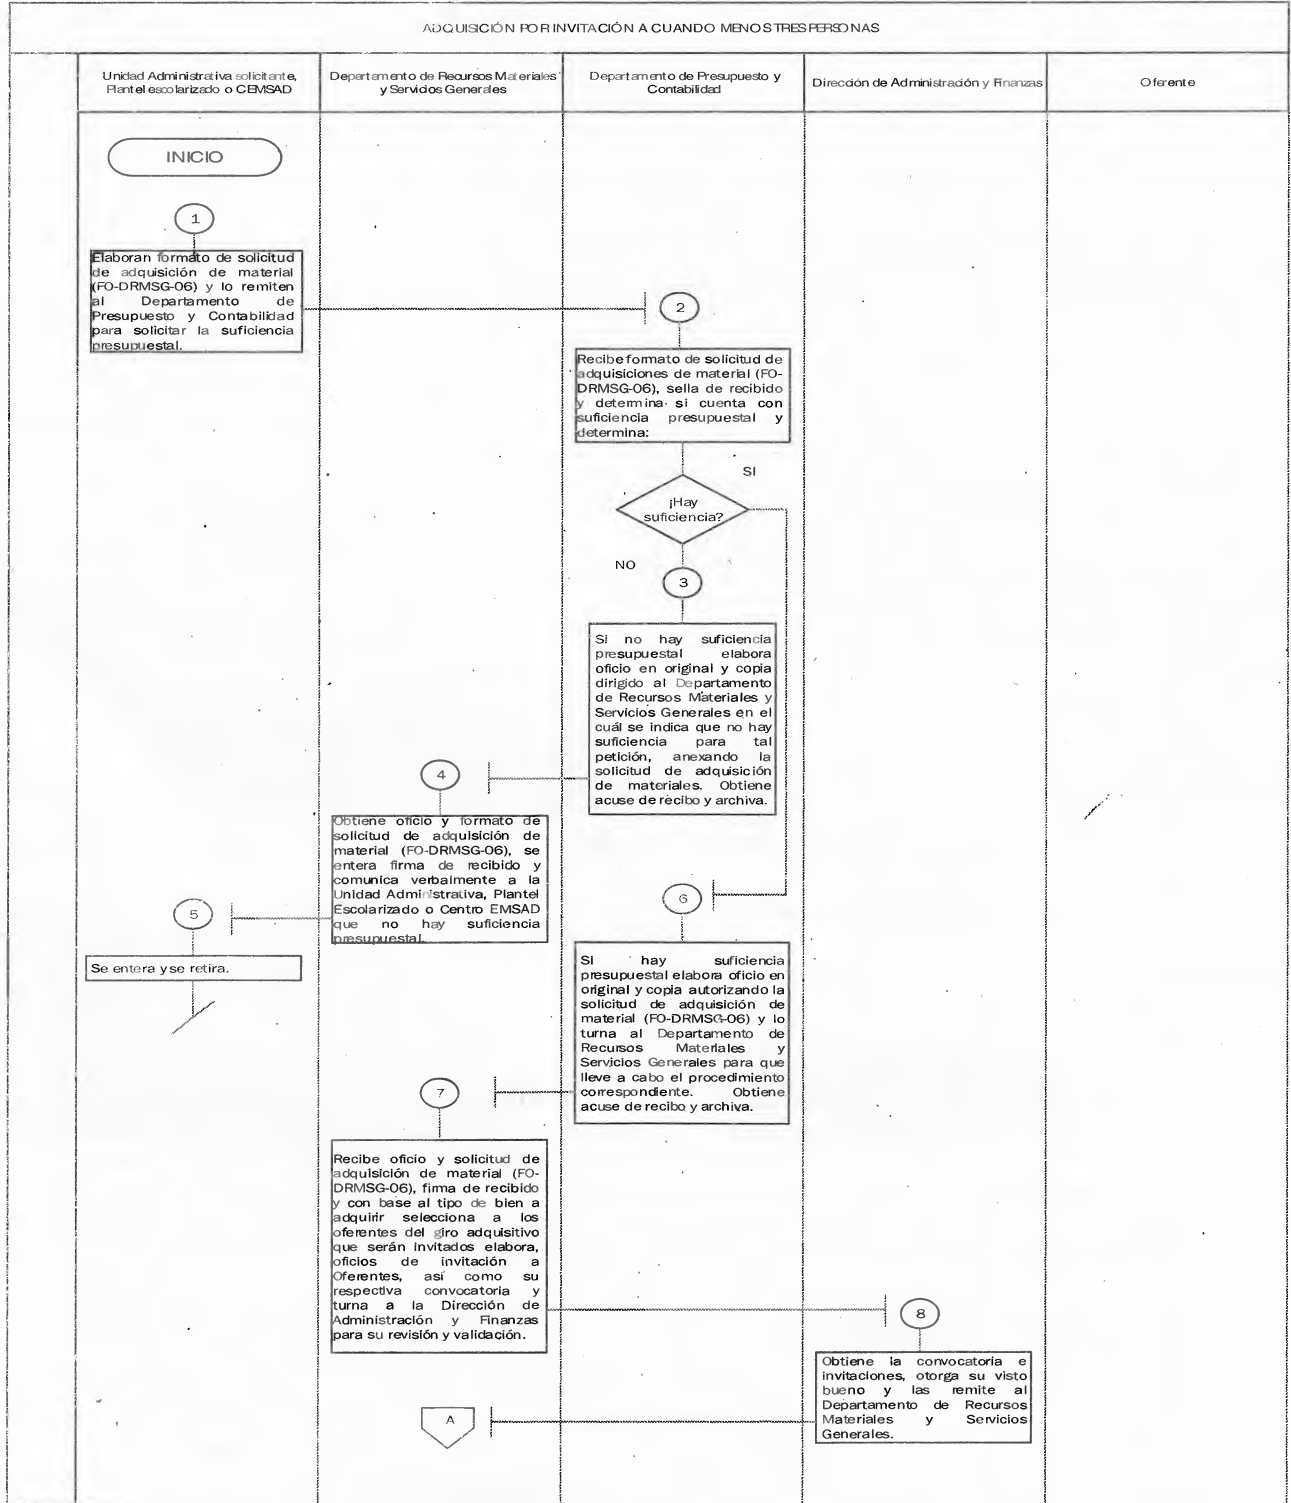 ADQUISICIÓN POR INVITACIÓN A CUANDO MENOS TRES PERSONAS
Unidad Administrativa solicitante,
Plantel escolarizado o CEMSAD
Departamento de Recursos Materiales
y Servicios Generales
Departamento de Presupuesto y
Contabilidad
Dirección de Administración y Finanzas
Oferente
INICIO
1
Elaboran formato de solicitud
de adquisición de material
(FO-DRMSG-06) y lo remiten
al Departamento de
Presupuesto y Contabilidad
para solicitar la suficiencia
presupuestal.
2
Recibe formato de solicitud de
adquisiciones de material (FO-
DRMSG-06), sella de recibido
y determina si cuenta con
suficiencia presupuestal y
determina:
SI
¡Hay
suficiencia?
NO
3
Si no hay suficiencia
presupuestal elabora
oficio en original y copia
dirigido al Departamento
de Recursos Materiales y
Servicios Generales en el
cuál se indica que no hay
suficiencia para tal
petición, anexando la
solicitud de adquisición
de materiales. Obtiene
acuse de recibo y archiva.
4
Obtiene oficio y formato de
solicitud de adquisición de
material (FO-DRMSG-06), se
entera firma de recibido y
comunica verbalmente a la
Unidad Administrativa, Plantel
Escolarizado o Centro EMSAD
que no hay suficiencia
presupuestal.
5
Se entera y se retira.
6
Si hay suficiencia
presupuestal elabora oficio en
original y copia autorizando la
solicitud de adquisición de
material (FO-DRMSG-06) y lo
turna al Departamento de
Recursos Materiales y
Servicios Generales para que
lleve a cabo el procedimiento
correspondiente. Obtiene
acuse de recibo y archiva.
7
Recibe oficio y solicitud de
adquisición de material (FO-
DRMSG-06), firma de recibido
y con base al tipo de bien a
adquirir selecciona a los
oferentes del giro adquisitivo
que serán invitados elabora,
oficios de invitación a
Oferentes, así como su
respectiva convocatoria y
turna a la Dirección de
Administración y Finanzas
para su revisión y validación.
8
Obtiene la convocatoria e
invitaciones, otorga su visto
bueno y las remite al
Departamento de Recursos
Materiales y Servicios
Generales.
A